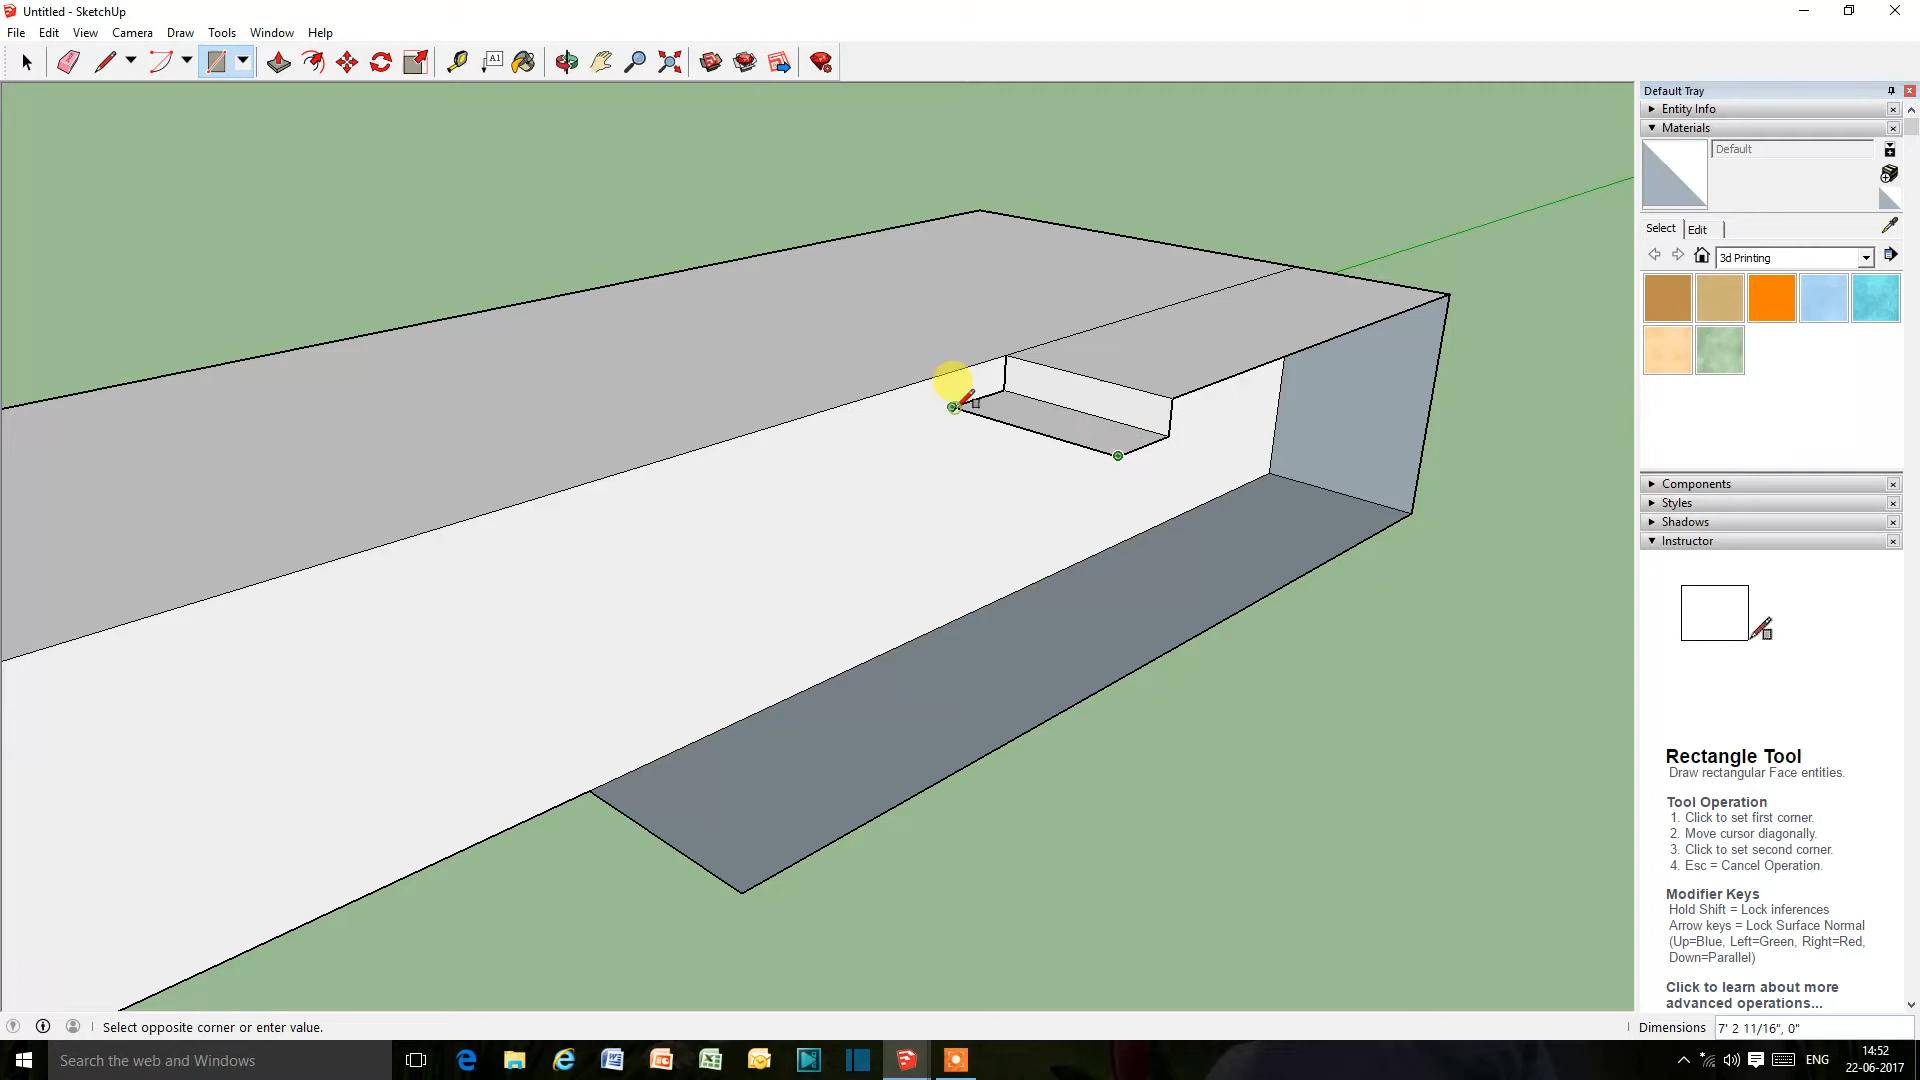 Untitled - SketchUp
File Edit View Camera Draw Tools Window Help
A1
Default Tray
Entity Info
Materials
Default
Select Edit
3d Printing
Components
Styles
Shadows
Instructor
Rectangle Tool
Draw rectangular Face entities.
Tool Operation
1. Click to set first corner.
2. Move cursor diagonally.
3. Click to set second corner.
4. Esc = Cancel Operation.
Modifier Keys
Hold Shift = Lock inferences
Arrow keys = Lock Surface Normal
(Up=Blue, Left=Green, Right=Red,
Down=Parallel)
Click to learn about more
advanced operations...
Select opposite corner or enter value.
Dimensions 7' 2 11/16", 0"
Search the web and Windows
ENG
14:52
22-06-2017